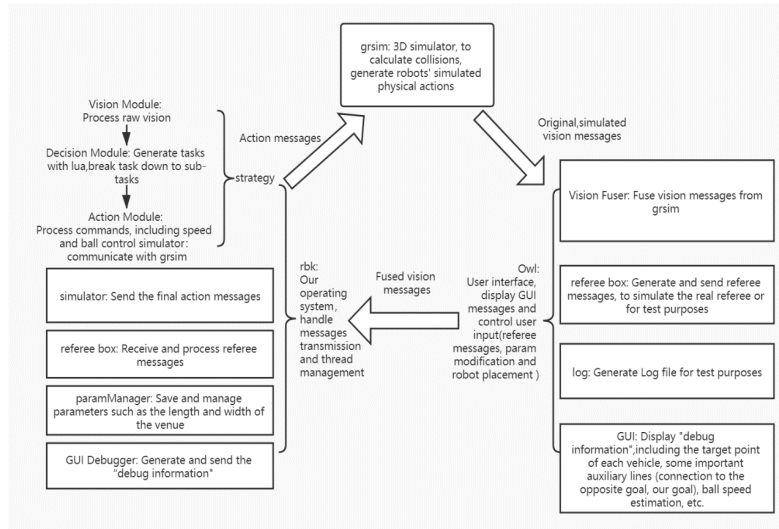 grsim: 3D simulator, to
calculate collisions,
generate robots' simulated
physical actions
Vision Module:
Process raw vision
Decision Module: Generate tasks
with lua,break task down to sub-
tasks
Action Module:
Process commands, including speed
and ball control simulator:
communicate with grsim
strategy
Action messages
Original,simulated
vision messages
simulator: Send the final action messages
referee box: Receive and process referee
messages
paramManager: Save and manage
parameters such as the length and width of
the venue
GUI Debugger: Generate and send the
"debug information"
rbk:
Our
operating
system,
handle
messages
transmission
and thread
management
Fused vision
messages
Owl:
User interface,
display GUI
messages and
control user
input(referee
messages, param
modification and
robot placement )
Vision Fuser: Fuse vision messages from
grsim
referee box: Generate and send referee
messages, to simulate the real referee or
for test purposes
log: Generate Log file for test purposes
GUI: Display "debug
information",including the target point
of each vehicle, some important
auxiliary lines (connection to the
opposite goal, our goal), ball speed
estimation, etc.